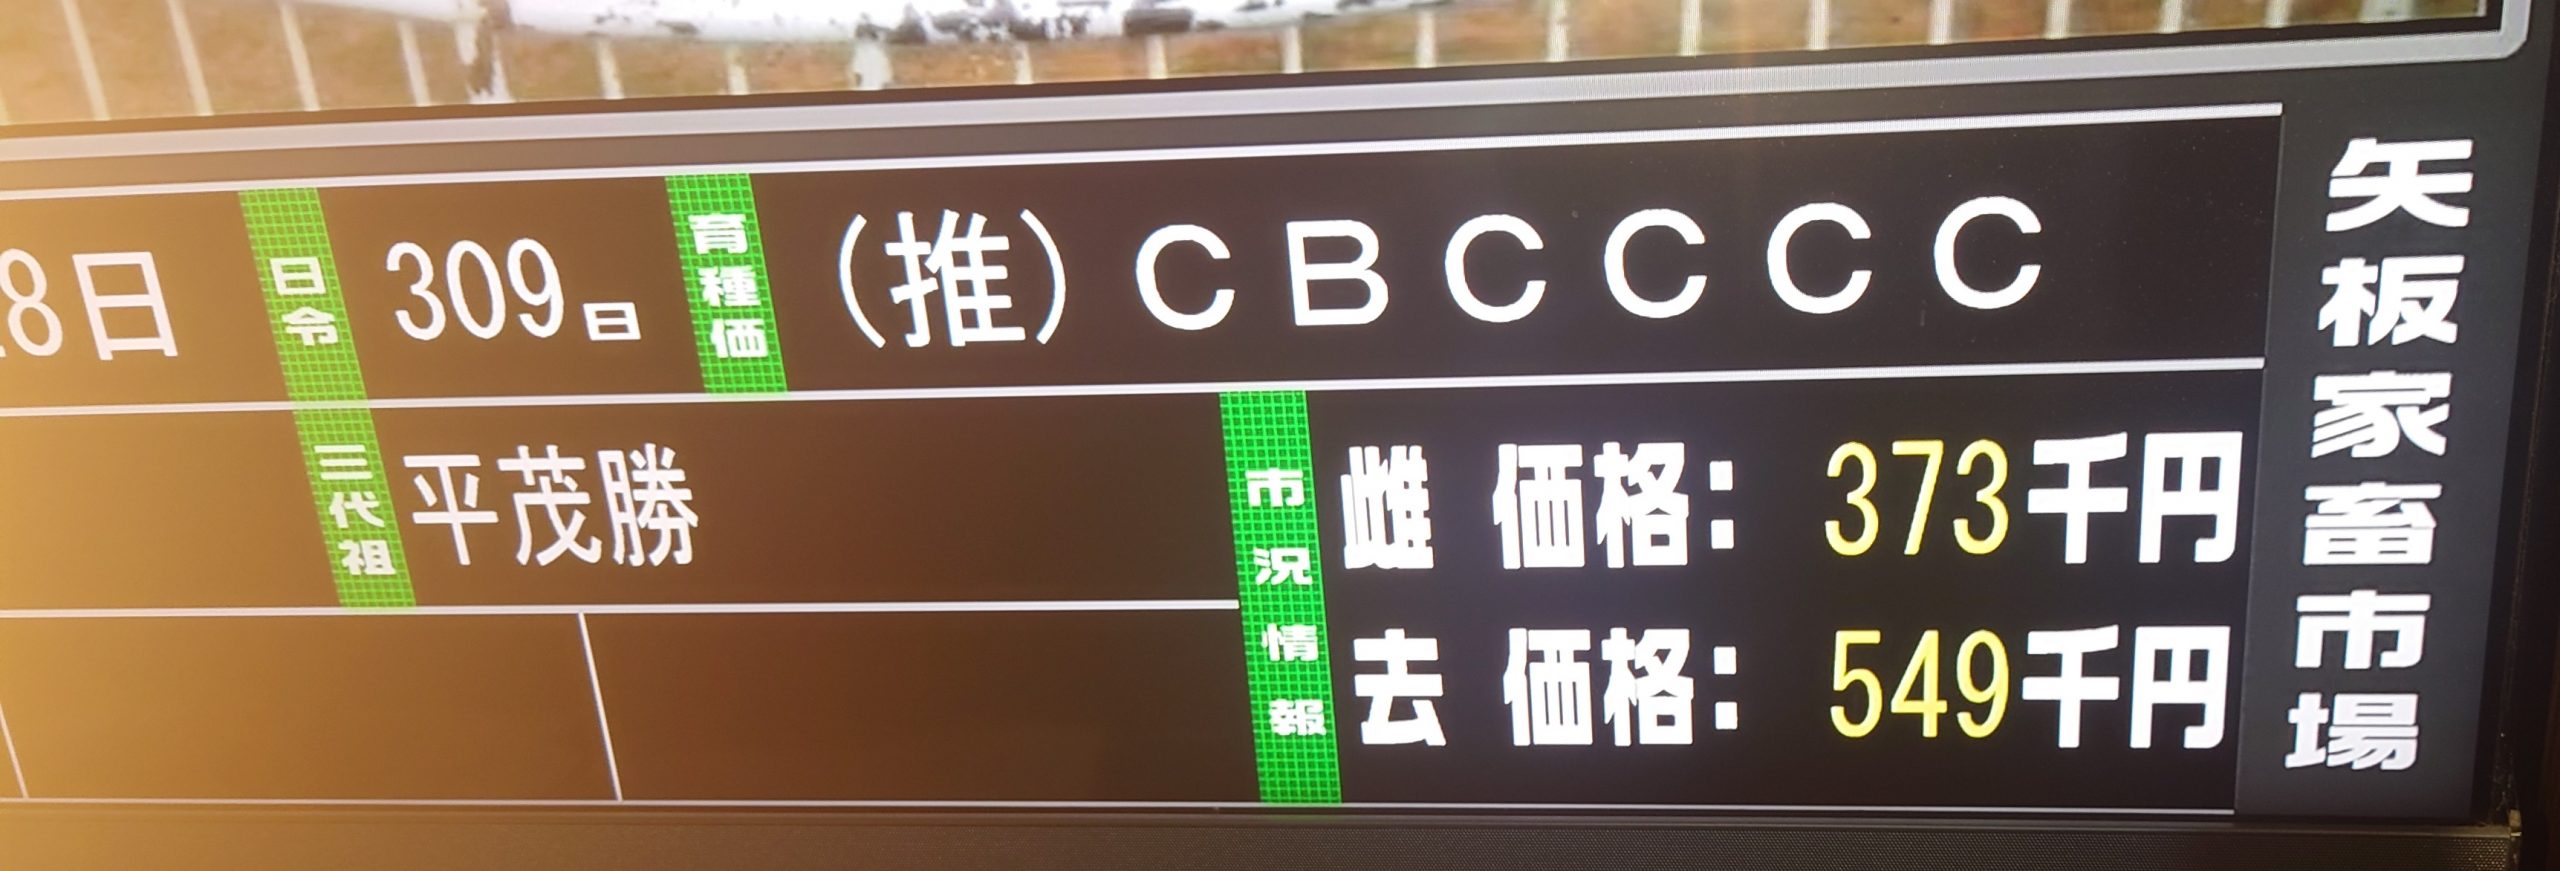 8日 日令 309日 育種価 (推) C B C C C C
三代祖 平茂勝
市況情報
雌 価格: 373千円
去 価格: 549千円
矢板家畜市場